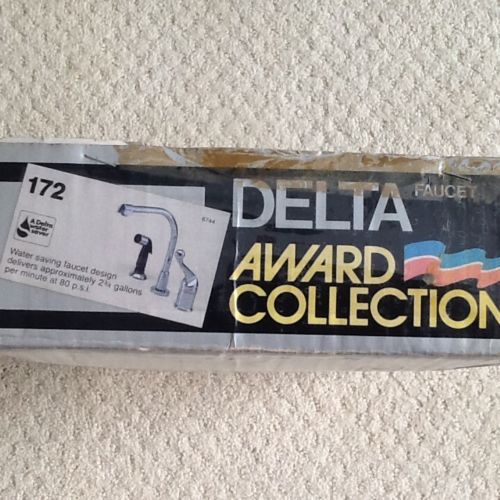 172
A Delta
water
saver
6744
Water saving faucet design
delivers approximately 2¾ gallons
per minute at 80 p.s.i.
DELTA FAUCET
AWARD
COLLECTION